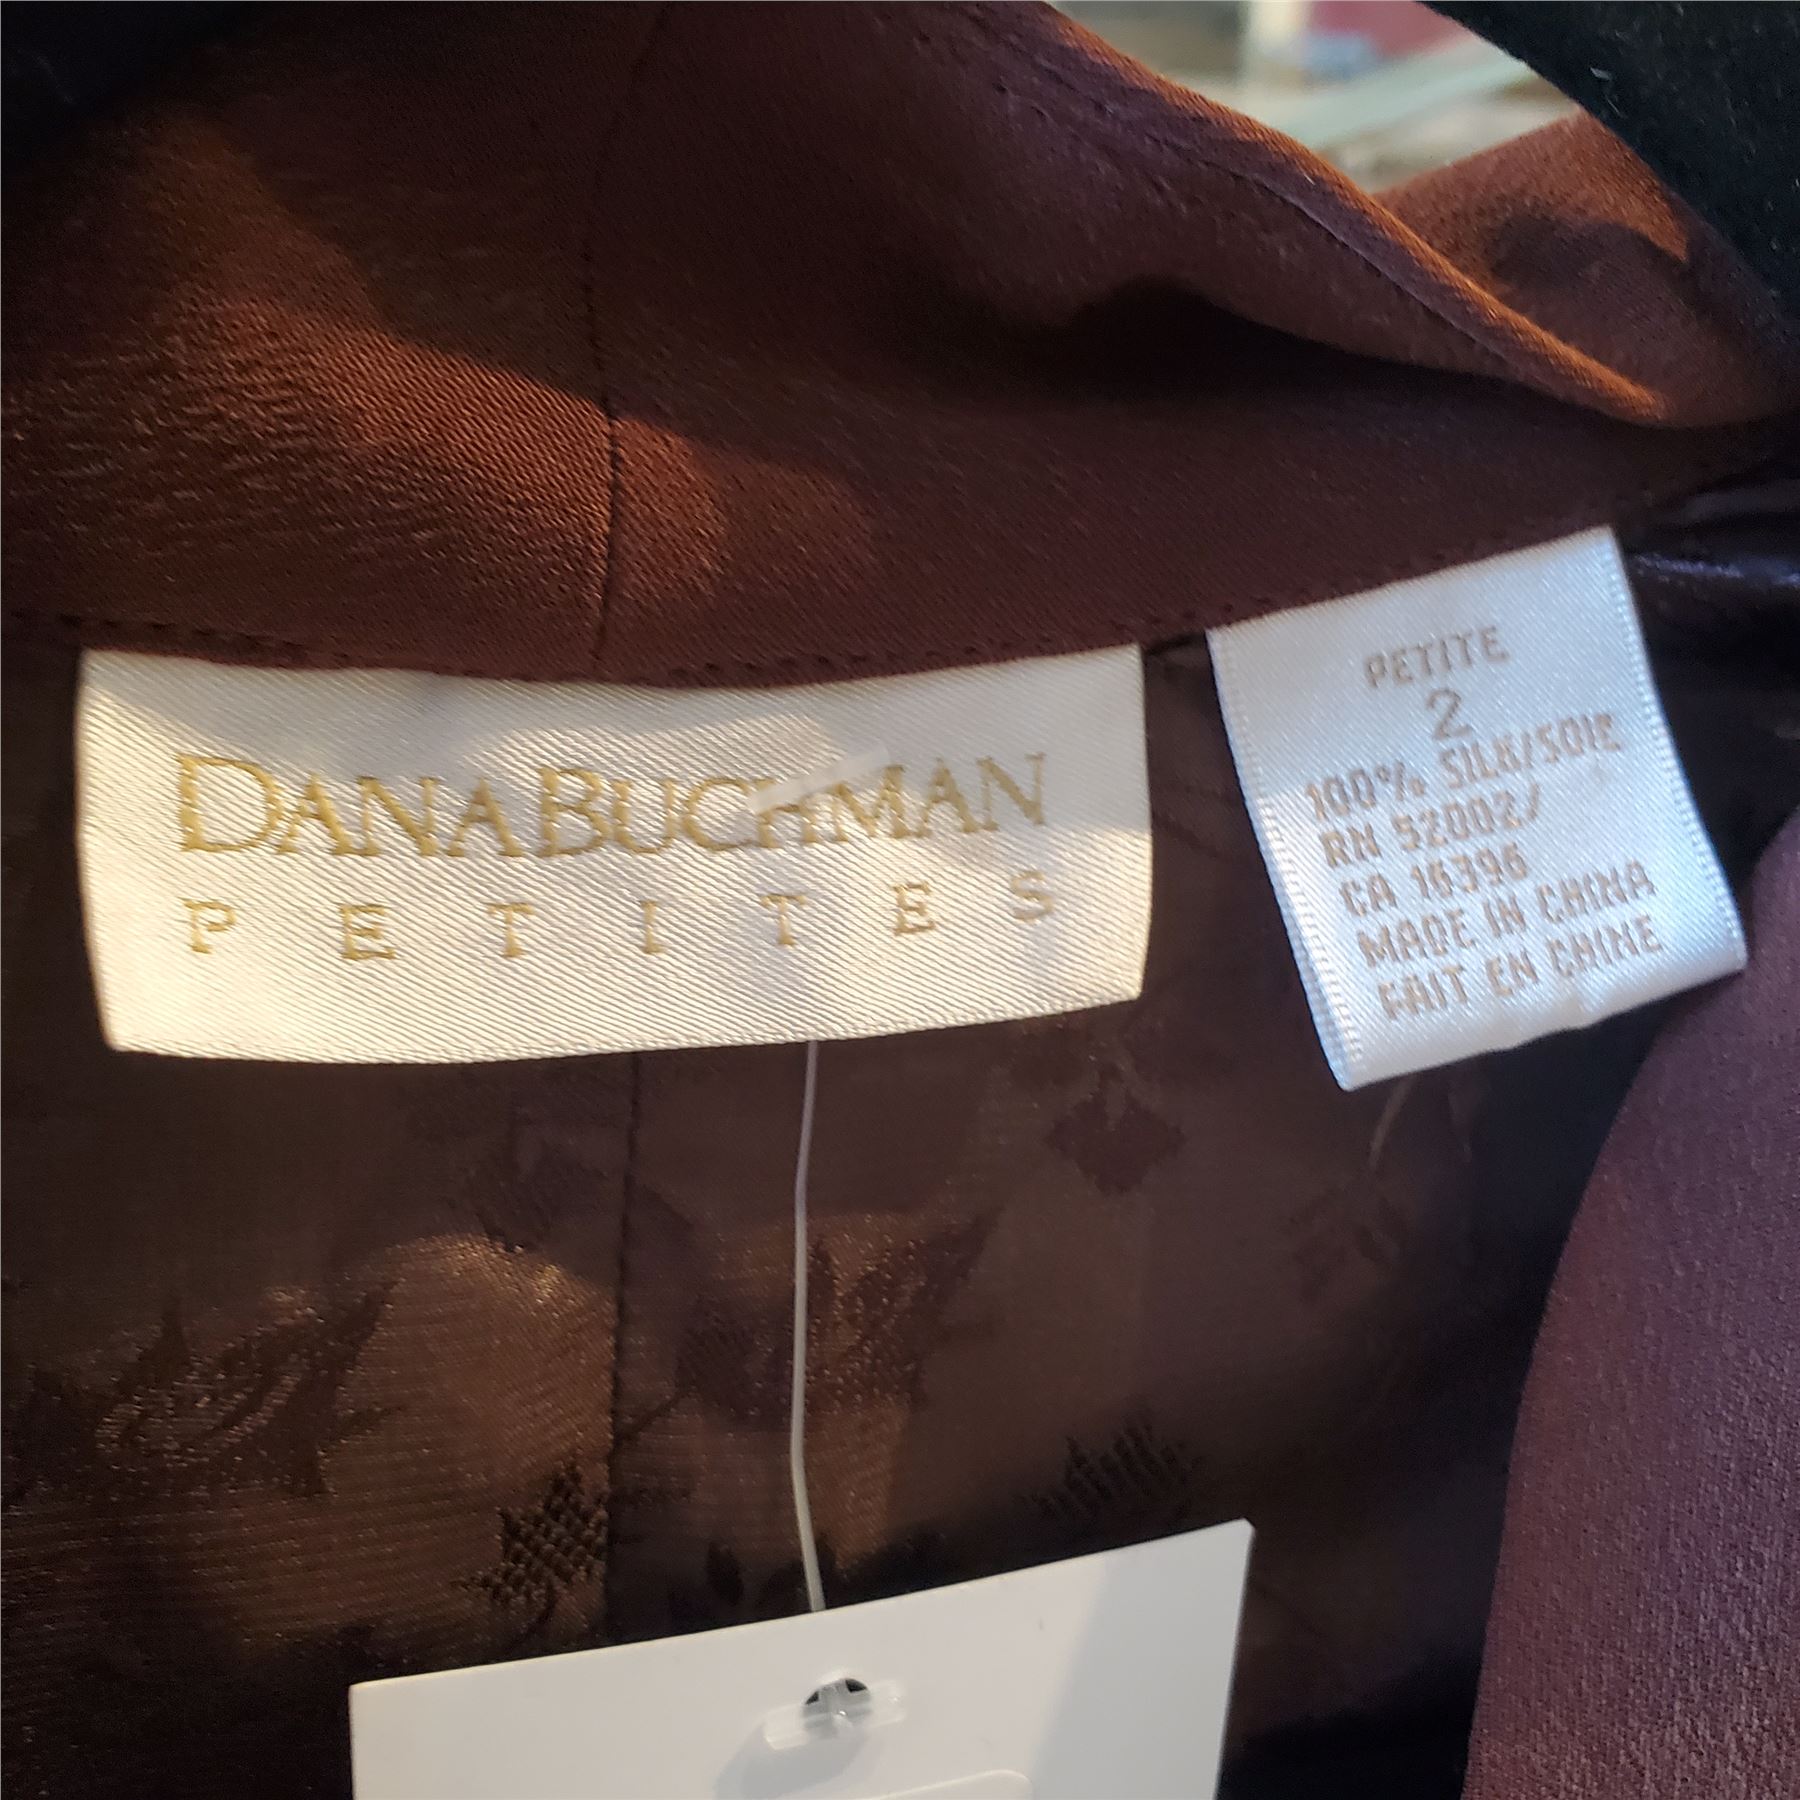 DANA BUCHMAN
PETITES
PETITE
2
100% SILK/SOIE
RN 52002/
CA 16396
MADE IN CHINA
FAIT EN CHINE